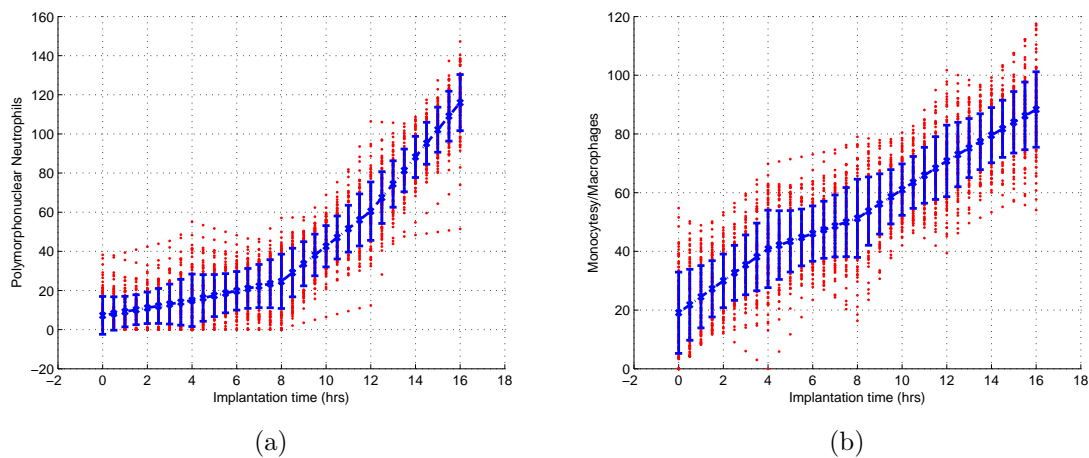 160
140
120
100
80
60
40
20
0
−20
Polymorphonuclear Neutrophils
−2 0 2 4 6 8 10 12 14 16 18
Implantation time (hrs)
(a)
120
100
80
60
40
20
0
Monocytesy/Macrophages
−2 0 2 4 6 8 10 12 14 16 18
Implantation time (hrs)
(b)